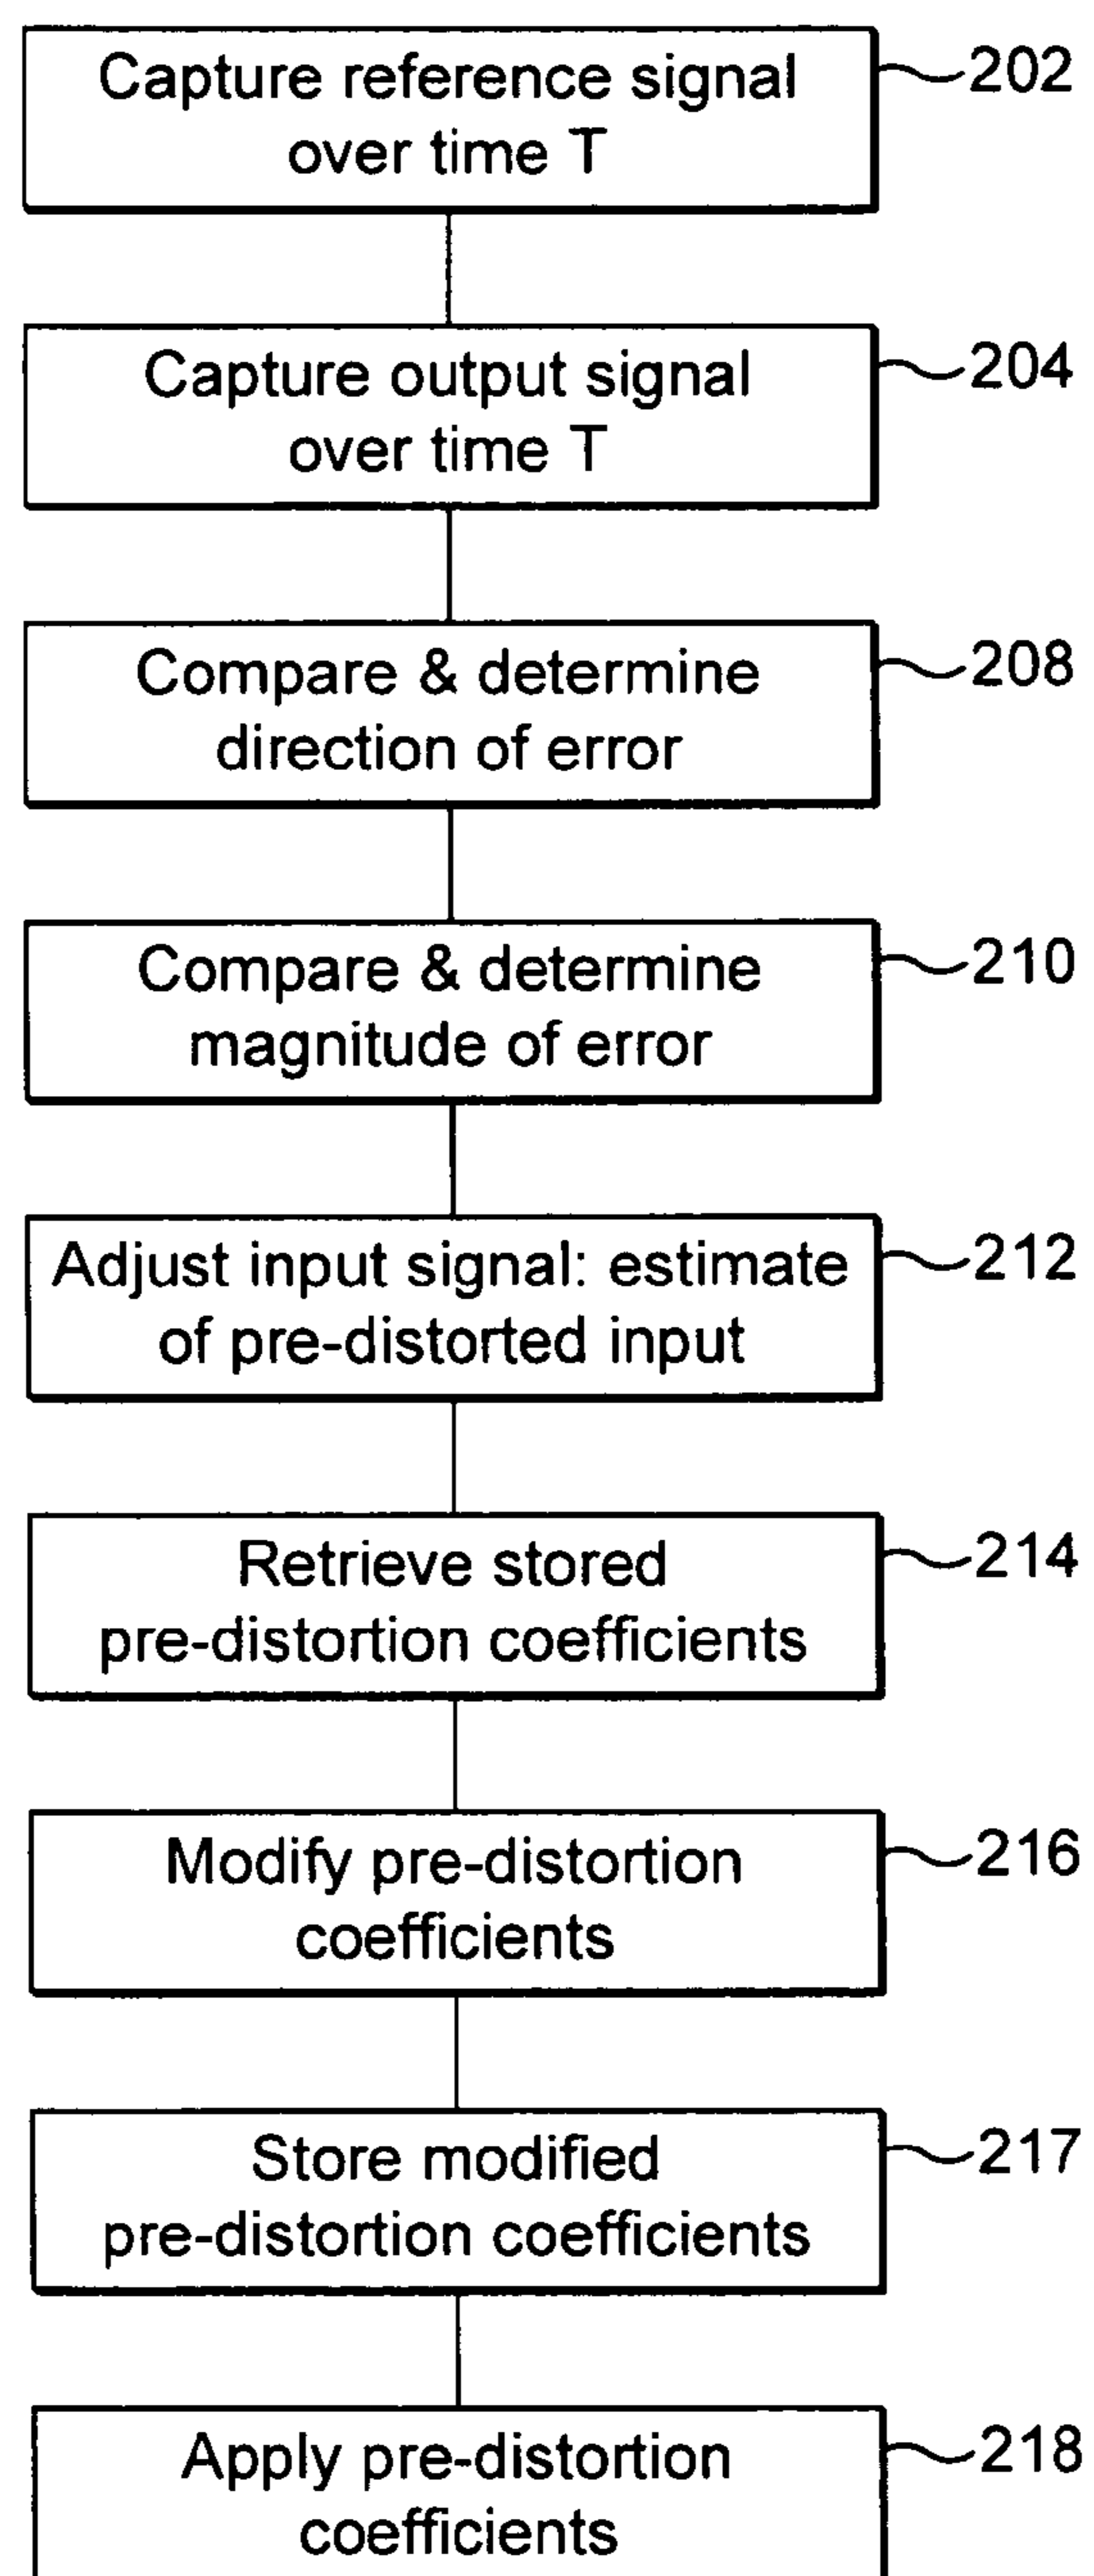 Capture reference signal
over time T
202
Capture output signal
over time T
204
Compare & determine
direction of error
208
Compare & determine
magnitude of error
210
Adjust input signal: estimate
of pre-distorted input
212
Retrieve stored
pre-distortion coefficients
214
Modify pre-distortion
coefficients
216
Store modified
pre-distortion coefficients
217
Apply pre-distortion
coefficients
218